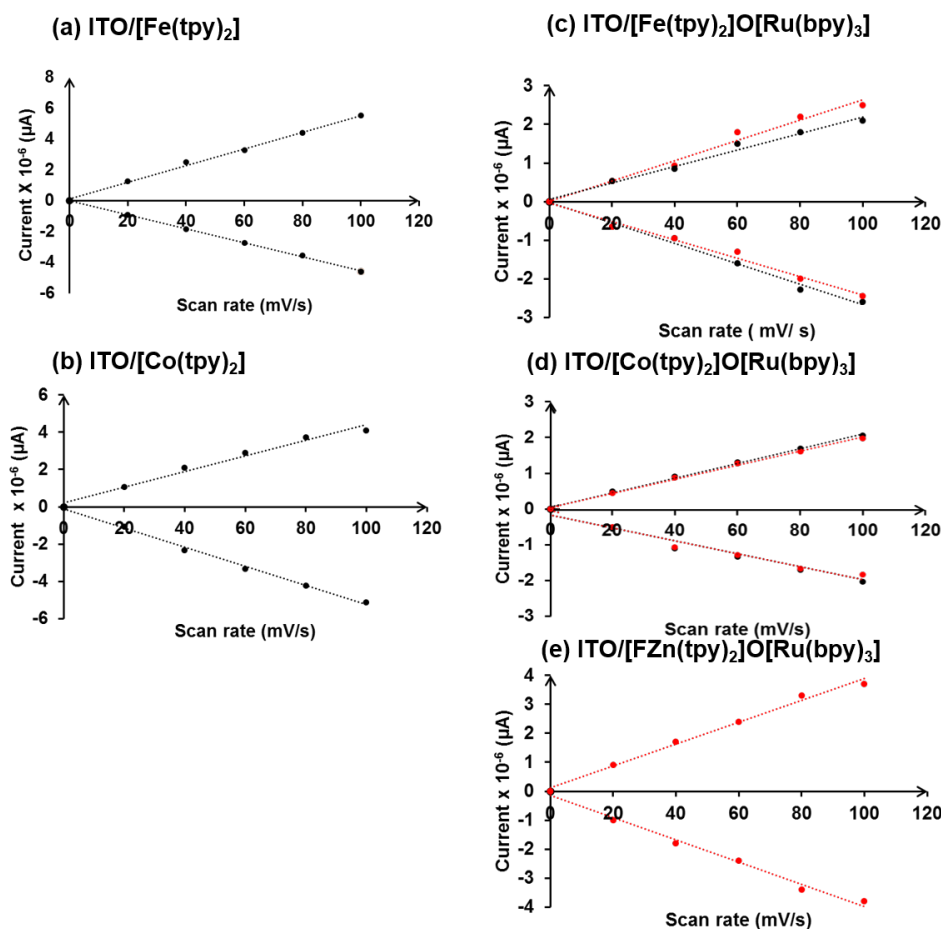 (a) ITO/[Fe(tpy)₂]
8
6
4
2
0
-2
-4
-6
0 20 40 60 80 100 120
Current X 10⁻⁶ (µA)
Scan rate (mV/s)
(b) ITO/[Co(tpy)₂]
6
4
2
0
-2
-4
-6
0 20 40 60 80 100 120
Current x 10⁻⁶ (µA)
Scan rate (mV/s)
(c) ITO/[Fe(tpy)₂]O[Ru(bpy)₃]
3
2
1
0
-1
-2
-3
0 20 40 60 80 100 120
Current x 10⁻⁶ (µA)
Scan rate ( mV/ s)
(d) ITO/[Co(tpy)₂]O[Ru(bpy)₃]
3
2
1
0
-1
-2
-3
0 20 40 60 80 100 120
Current x 10⁻⁶ (µA)
Scan rate (mV/s)
(e) ITO/[FZn(tpy)₂]O[Ru(bpy)₃]
4
3
2
1
0
-1
-2
-3
-4
0 20 40 60 80 100 120
Current x 10⁻⁶ (µA)
Scan rate (mV/s)